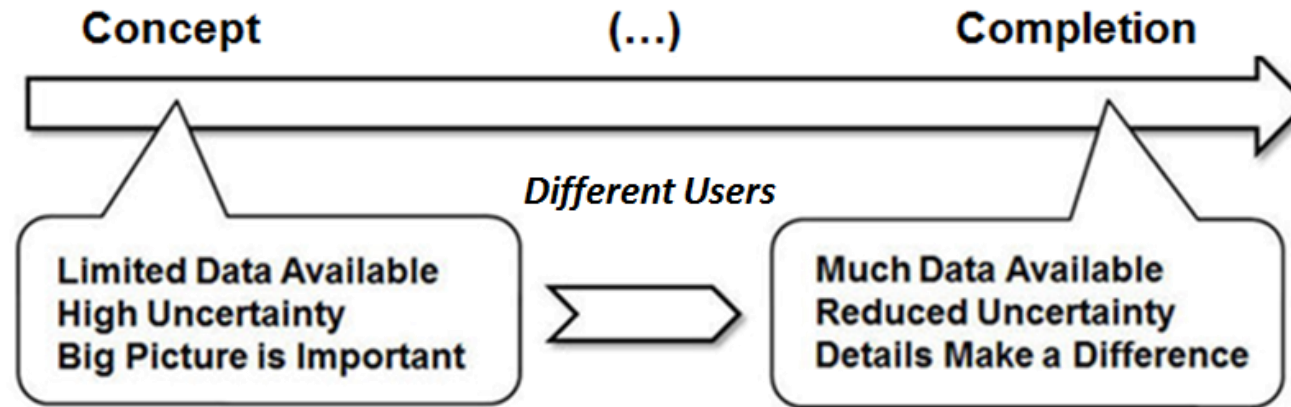 Concept (...) Completion
Different Users
Limited Data Available
High Uncertainty
Big Picture is Important
Much Data Available
Reduced Uncertainty
Details Make a Difference